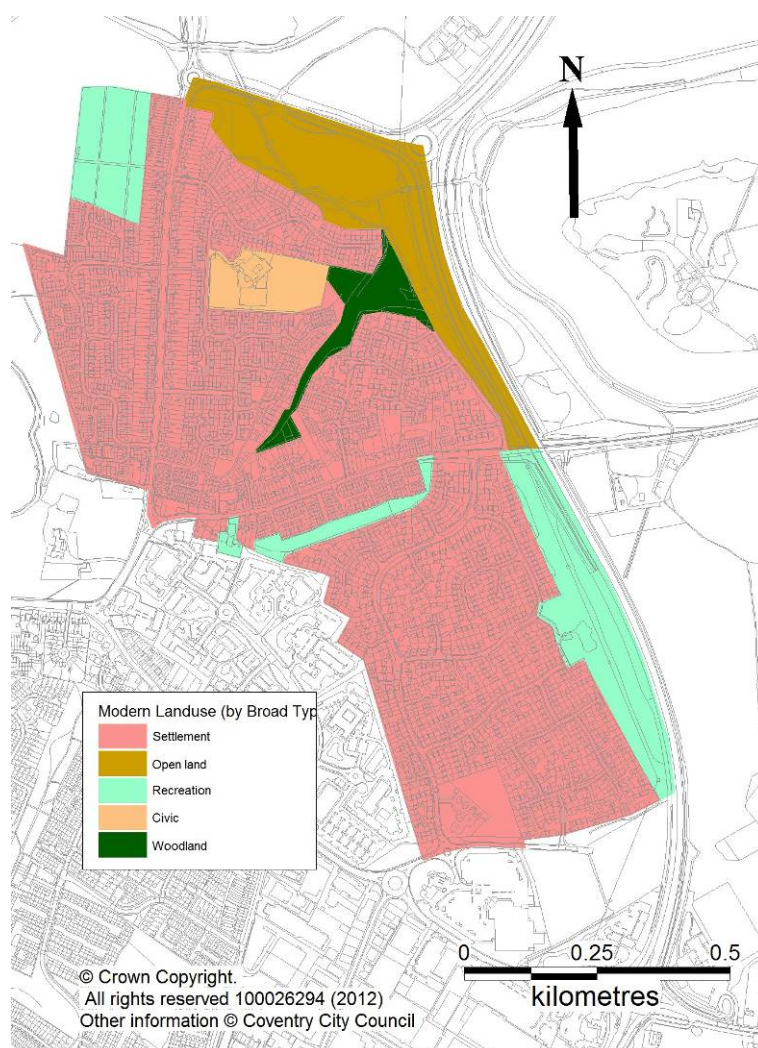 N
Modern Landuse (by Broad Typ
Settlement
Open land
Recreation
Civic
Woodland
0 0.25 0.5
kilometres
© Crown Copyright.
All rights reserved 100026294 (2012)
Other information © Coventry City Council